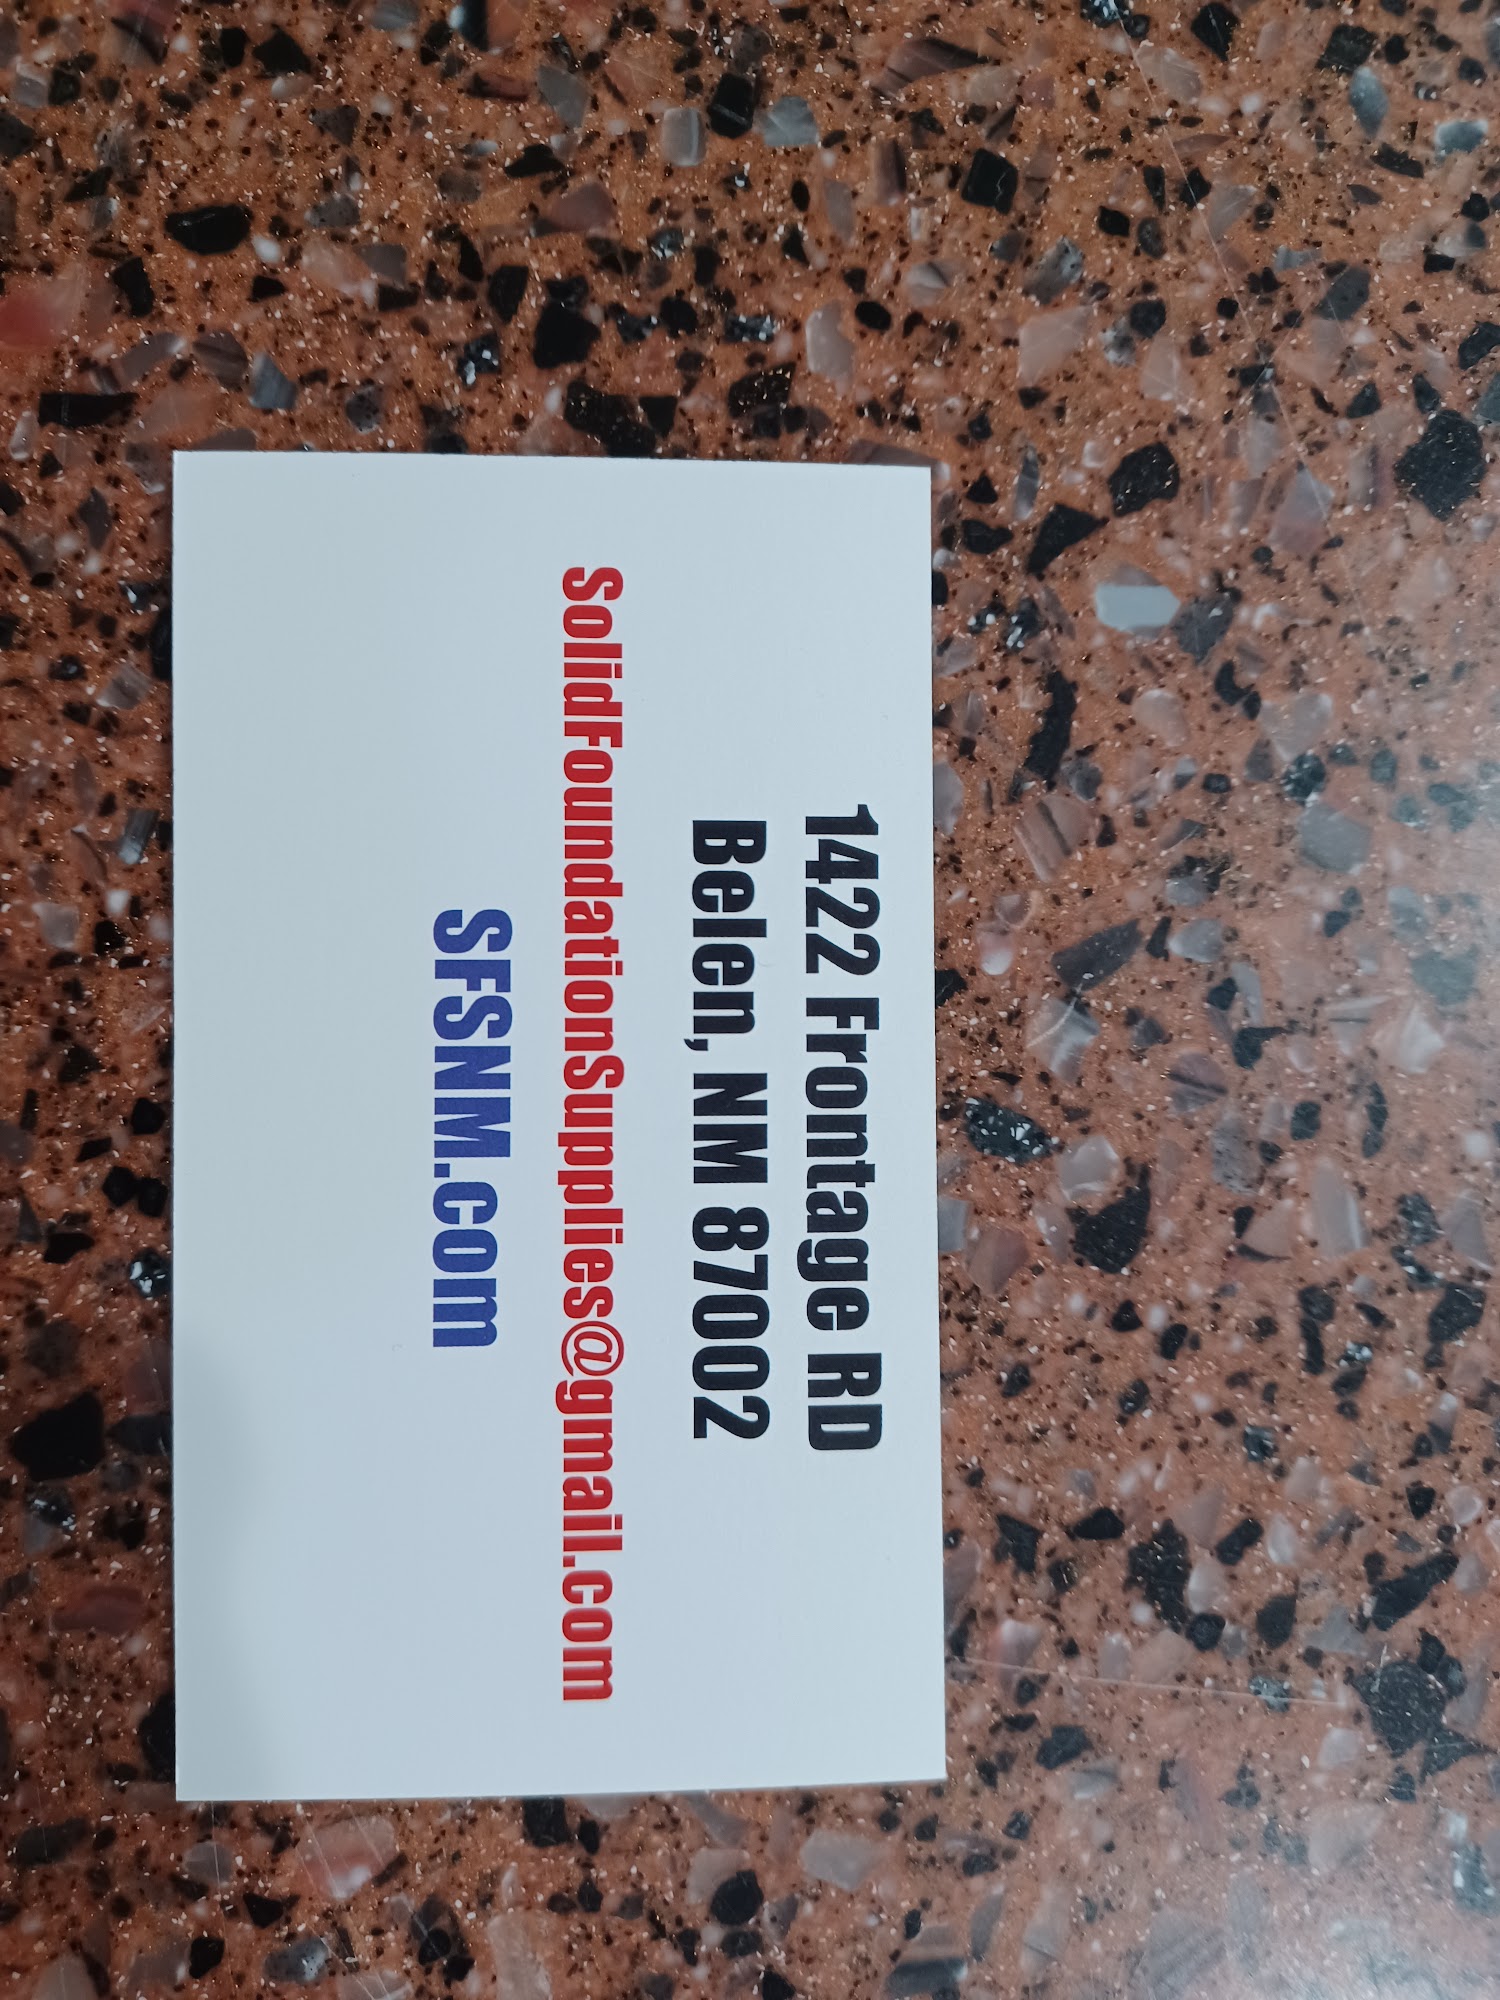 1422 Frontage RD
Belen, NM 87002
SolidFoundationSupplies@gmail.com
SFSNM.com